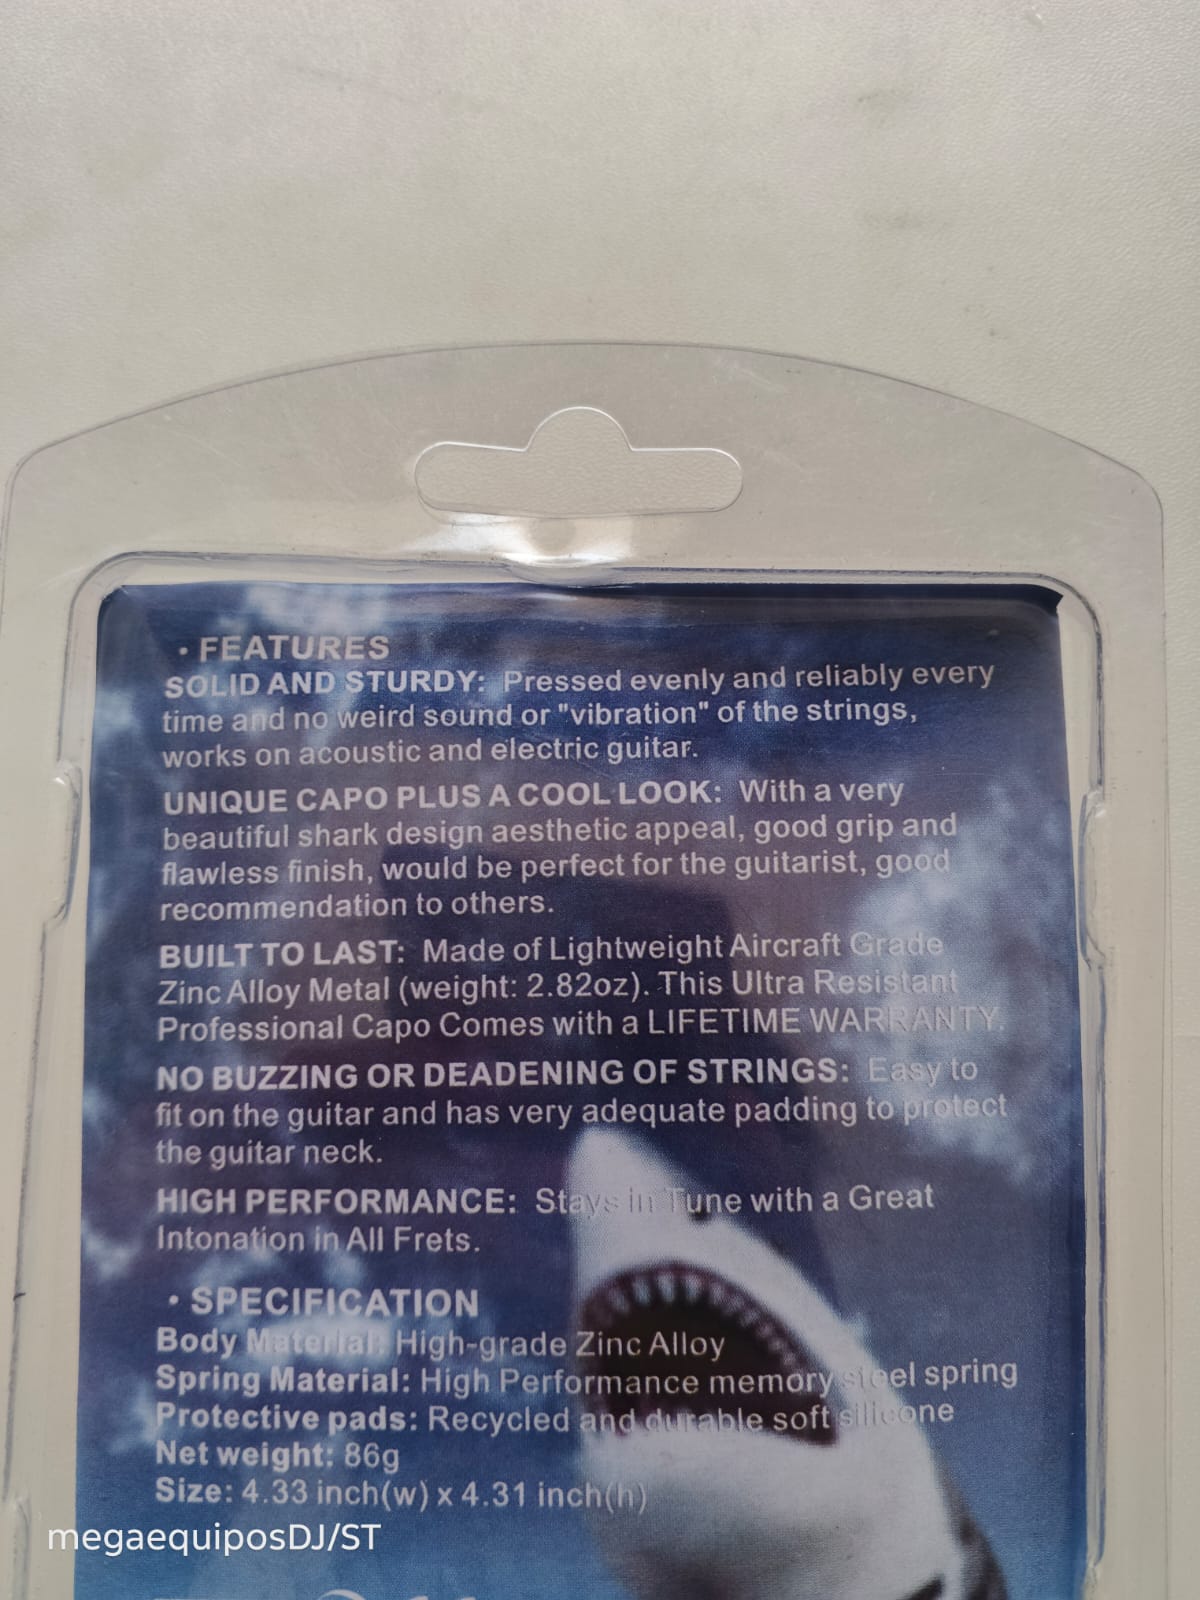 · FEATURES
SOLID AND STURDY: Pressed evenly and reliably every
time and no weird sound or "vibration" of the strings,
works on acoustic and electric guitar.
UNIQUE CAPO PLUS A COOL LOOK: With a very
beautiful shark design aesthetic appeal, good grip and
flawless finish, would be perfect for the guitarist, good
recommendation to others.
BUILT TO LAST: Made of Lightweight Aircraft Grade
Zinc Alloy Metal (weight: 2.82oz). This Ultra Resistant
Professional Capo Comes with a LIFETIME WARRANTY.
NO BUZZING OR DEADENING OF STRINGS: Easy to
fit on the guitar and has very adequate padding to protect
the guitar neck.
HIGH PERFORMANCE: Stays in Tune with a Great
Intonation in All Frets.
· SPECIFICATION
Body Material: High-grade Zinc Alloy
Spring Material: High Performance memory steel spring
Protective pads: Recycled and durable soft silicone
Net weight: 86g
Size: 4.33 inch(w) x 4.31 inch(h)
megaequiposDJ/ST